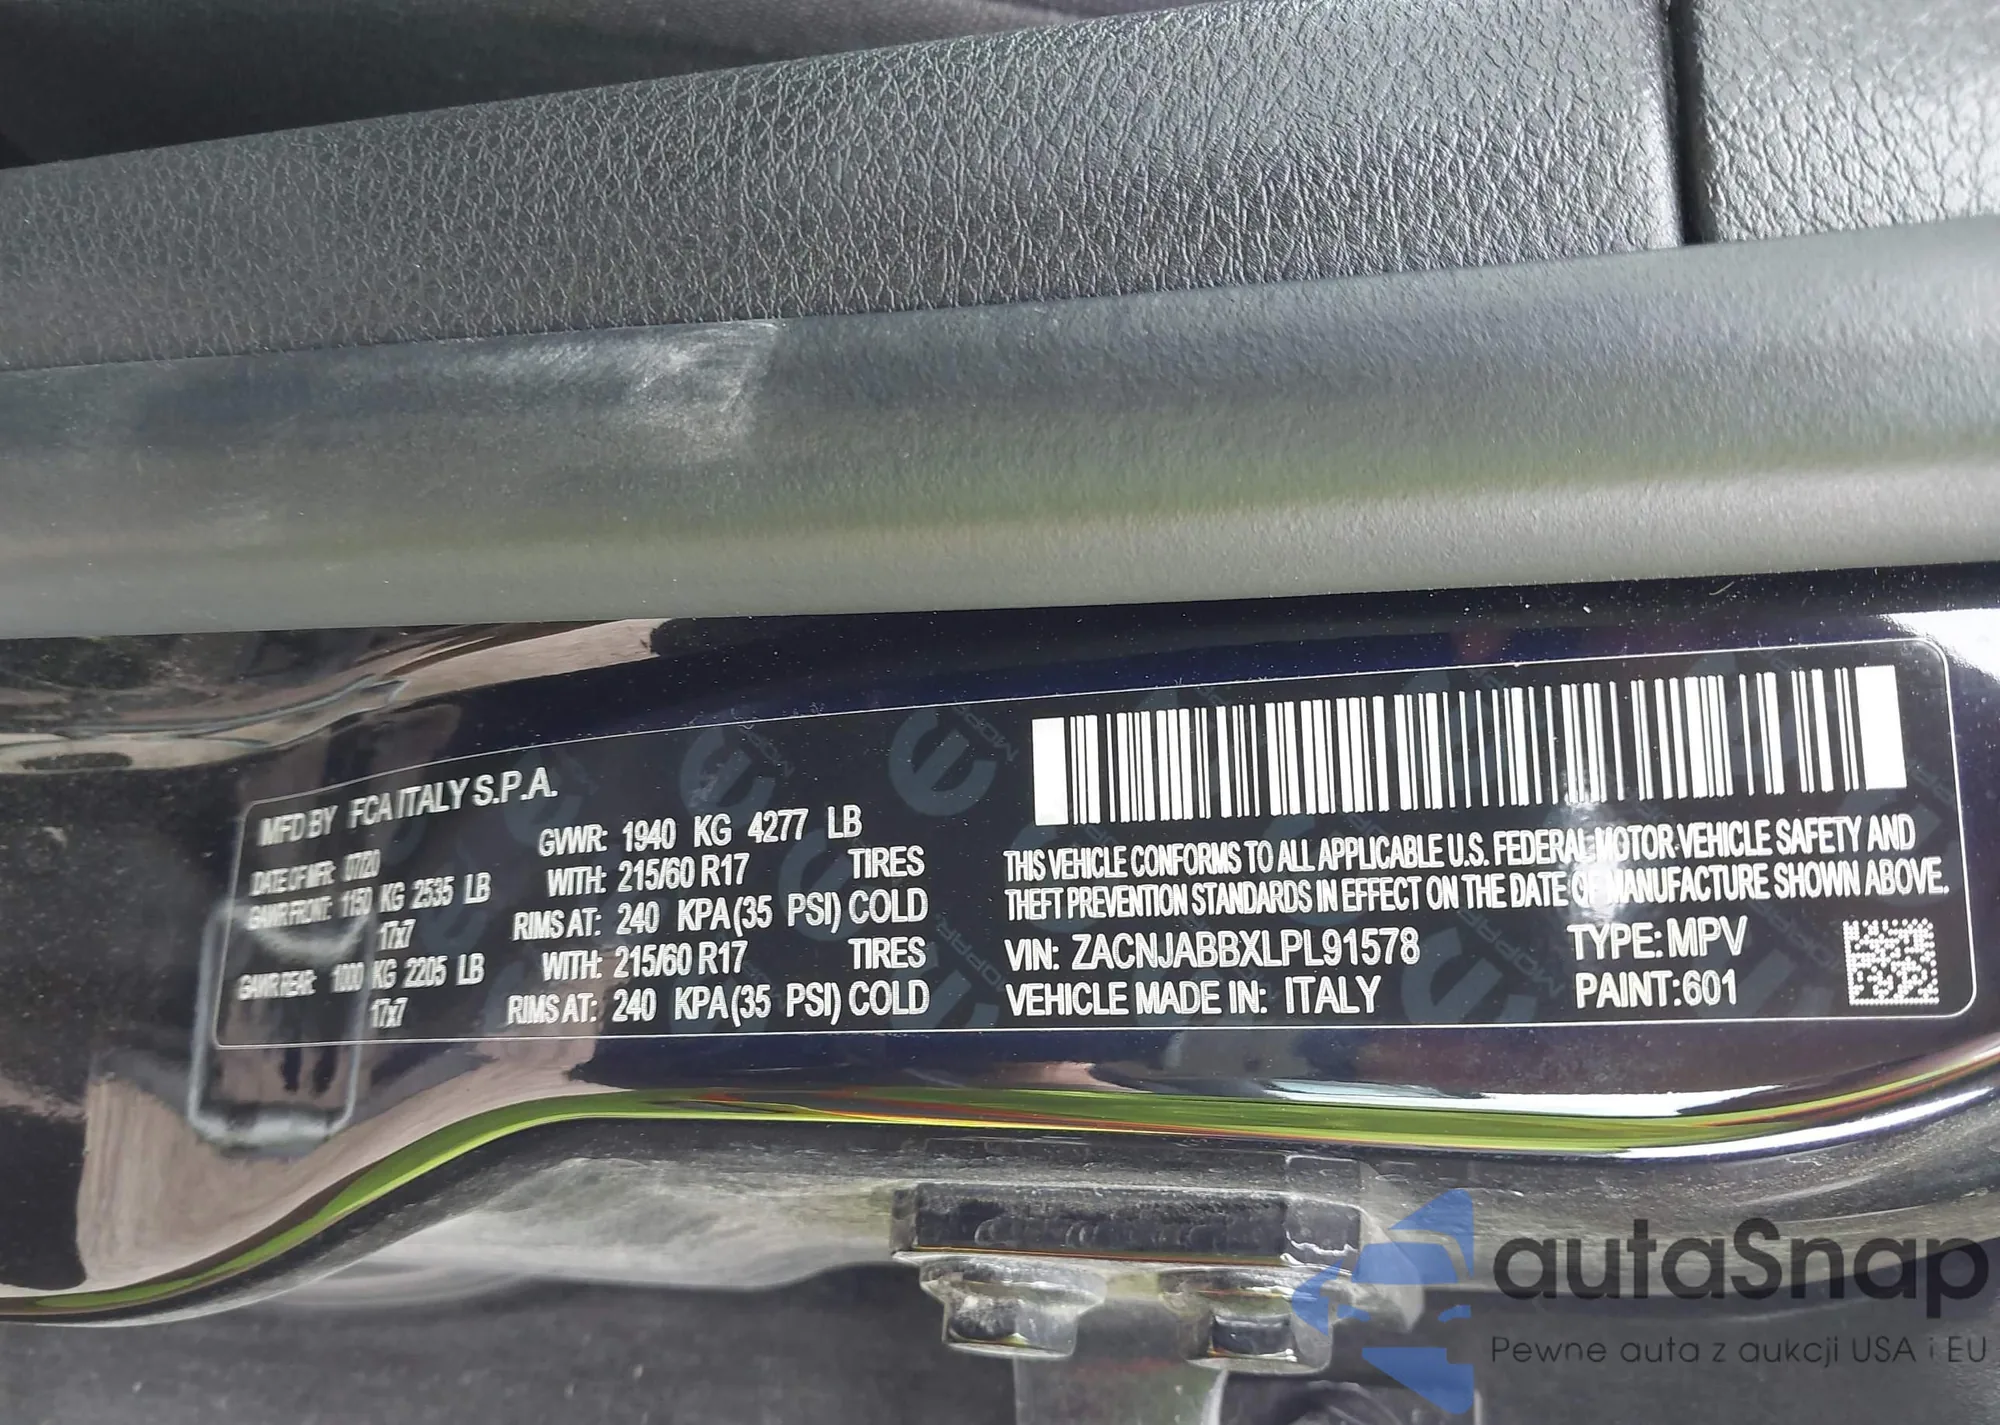 MFD BY FCA ITALY S.P.A.
DATE OF MFR: 07/20
GVWR: 1940 KG 4277 LB
GAWR FRONT: 1150 KG 2535 LB WITH: 215/60 R17 TIRES
17x7 RIMS AT: 240 KPA (35 PSI) COLD
GAWR REAR: 1000 KG 2205 LB WITH: 215/60 R17 TIRES
17x7 RIMS AT: 240 KPA (35 PSI) COLD
THIS VEHICLE CONFORMS TO ALL APPLICABLE U.S. FEDERAL MOTOR VEHICLE SAFETY AND
THEFT PREVENTION STANDARDS IN EFFECT ON THE DATE OF MANUFACTURE SHOWN ABOVE.
VIN: ZACNJABBXLPL91578 TYPE: MPV
VEHICLE MADE IN: ITALY PAINT: 601
autaSnap
Pewne auta z aukcji USA i EU